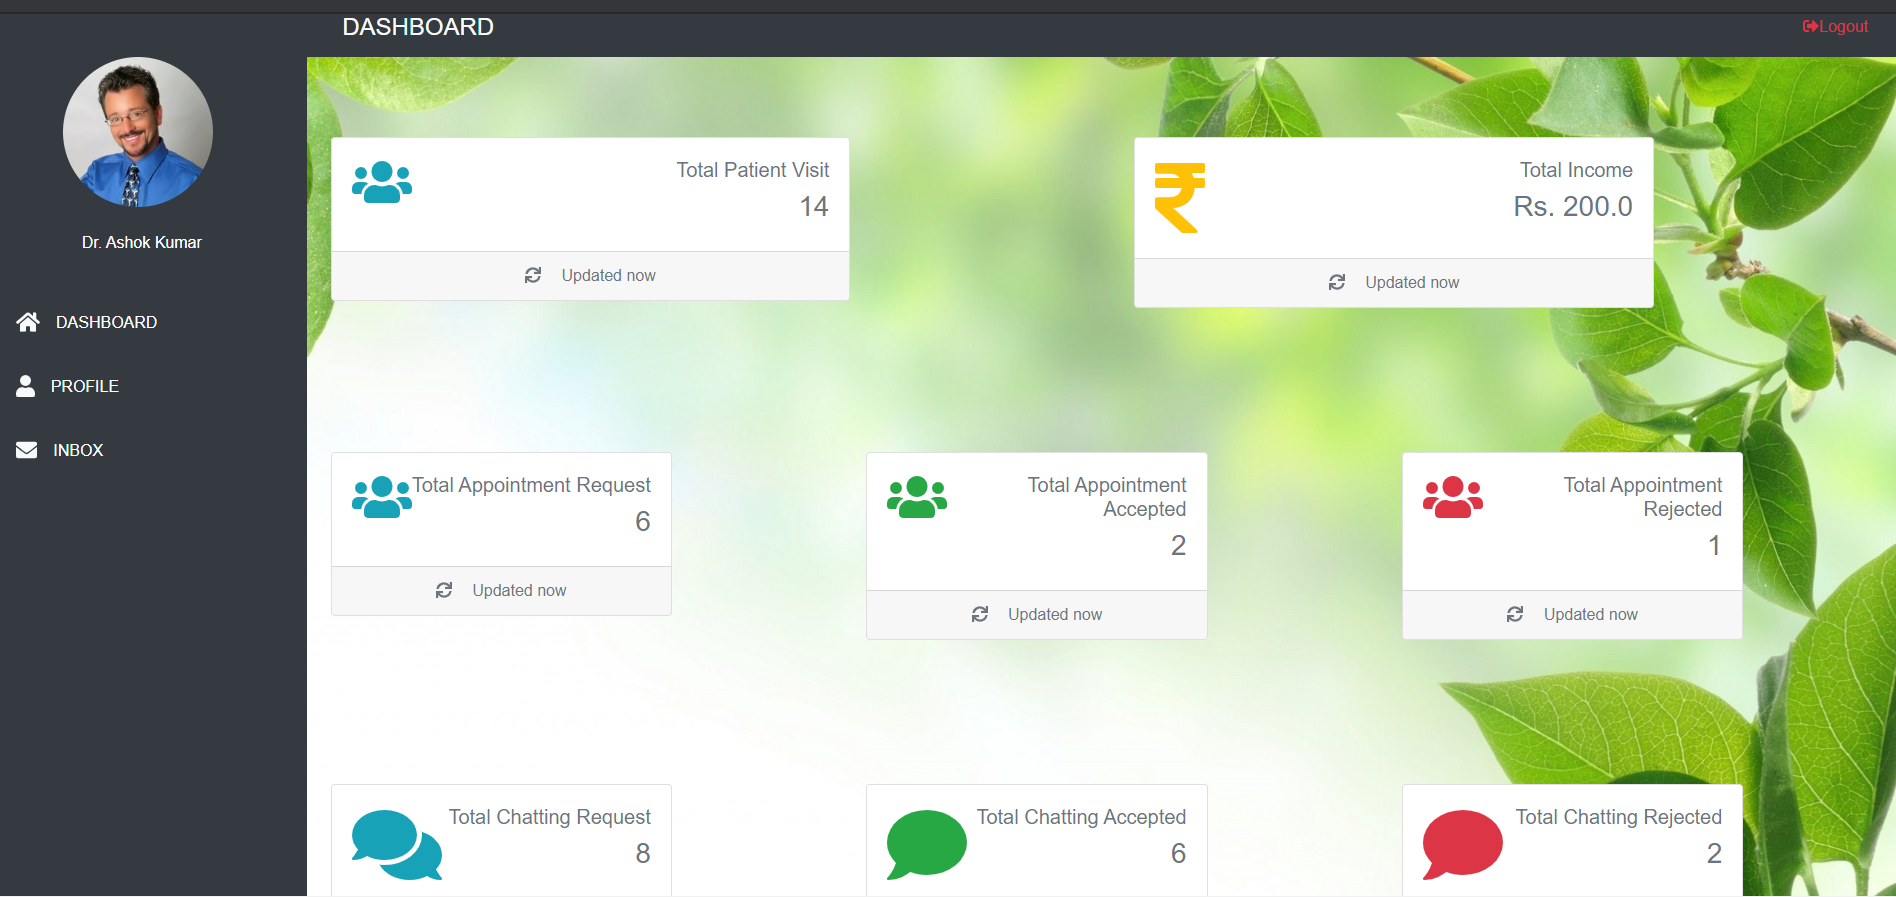 DASHBOARD
Logout
Dr. Ashok Kumar
DASHBOARD
PROFILE
INBOX
Total Patient Visit
14
Updated now
Total Income
Rs. 200.0
Updated now
Total Appointment Request
6
Updated now
Total Appointment
Accepted
2
Updated now
Total Appointment
Rejected
1
Updated now
Total Chatting Request
8
Total Chatting Accepted
6
Total Chatting Rejected
2